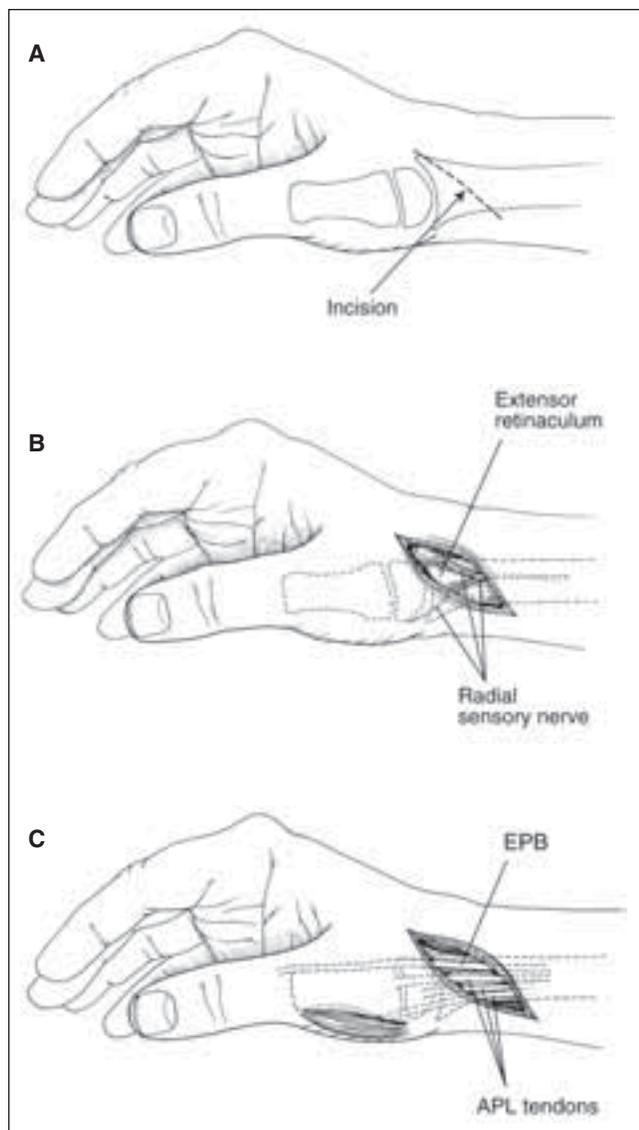 A
Incision
Extensor
retinaculum
B
Radial
sensory nerve
C
EPB
APL tendons